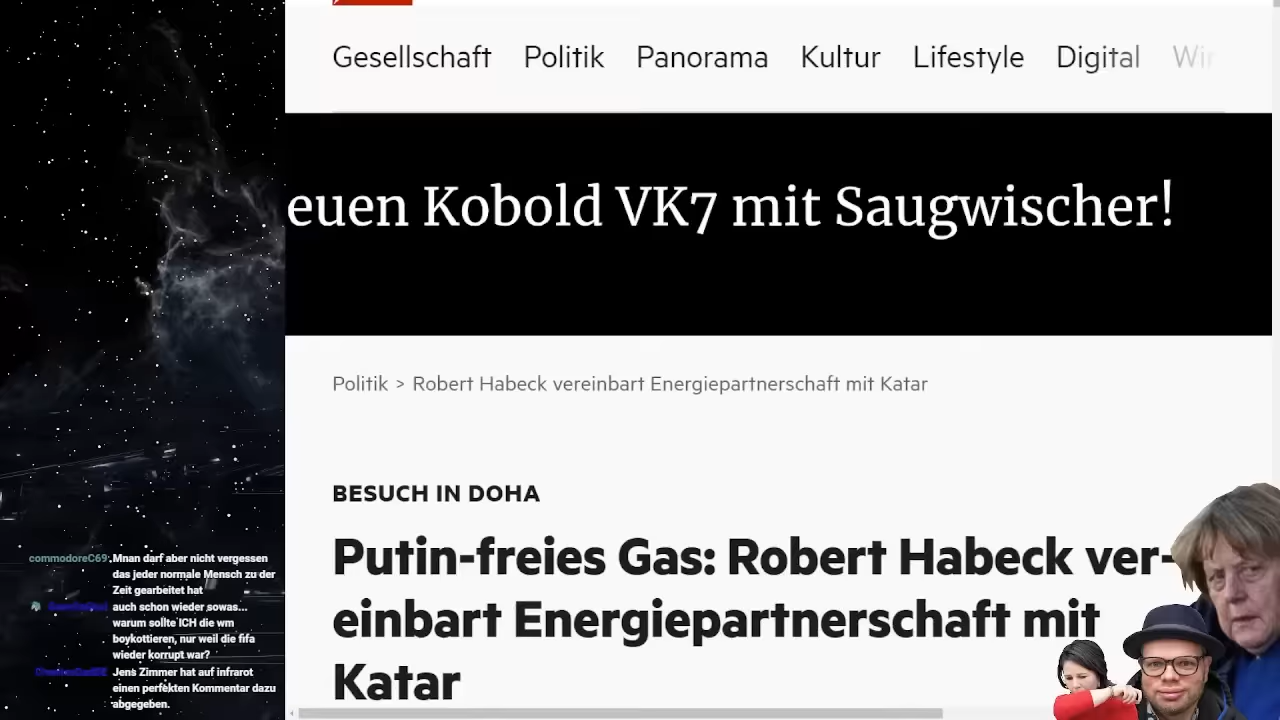 Gesellschaft Politik Panorama Kultur Lifestyle Digital
euen Kobold VK7 mit Saugwischer!
Politik > Robert Habeck vereinbart Energiepartnerschaft mit Katar
BESUCH IN DOHA
Putin-freies Gas: Robert Habeck ver-
einbart Energiepartnerschaft mit
Katar
commodoreC69: Mnan darf aber nicht vergessen
das jeder normale Mensch zu der
Zeit gearbeitet hat
auch schon wieder sowas...
warum sollte ICH die wm
boykottieren, nur weil die fifa
wieder korrupt war?
Jens Zimmer hat auf infrarot
einen perfekten Kommentar dazu
abgegeben.